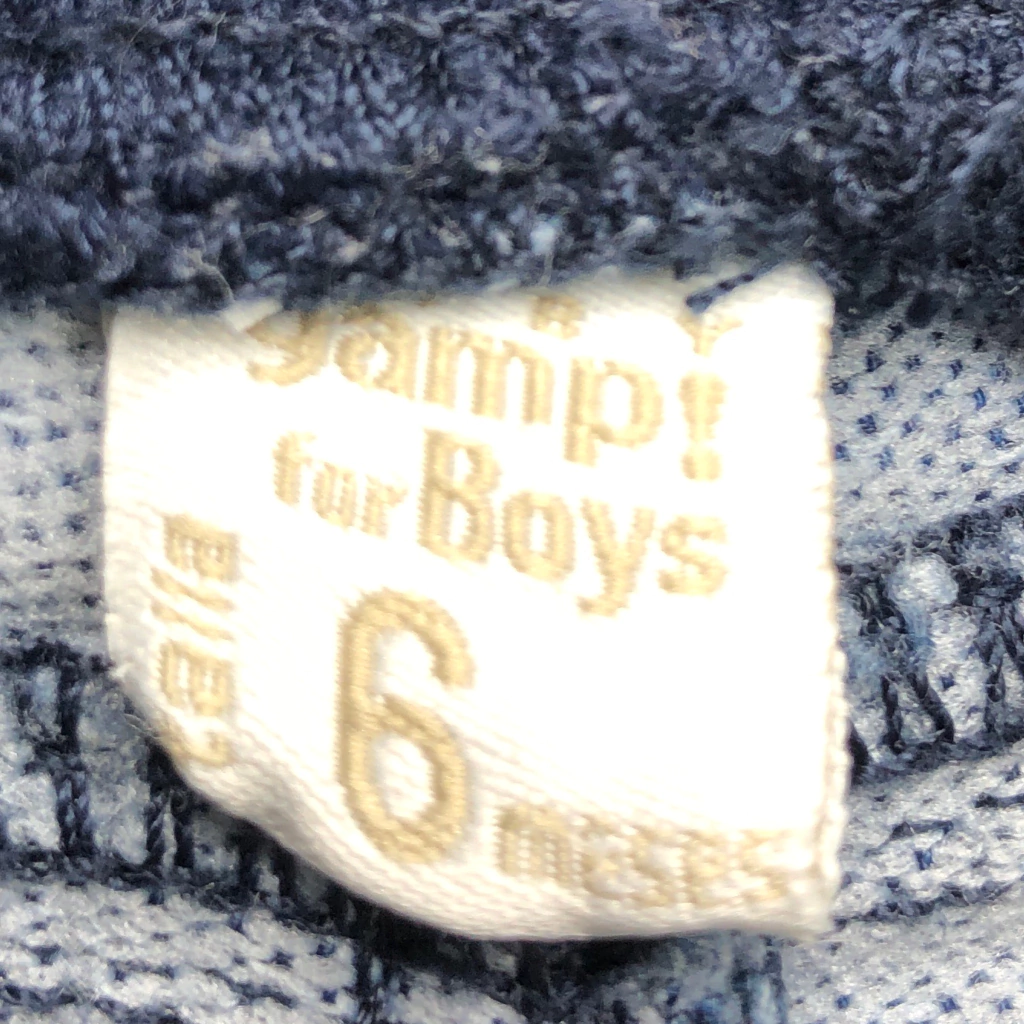 yamp!
for Boys
talla
6
meses